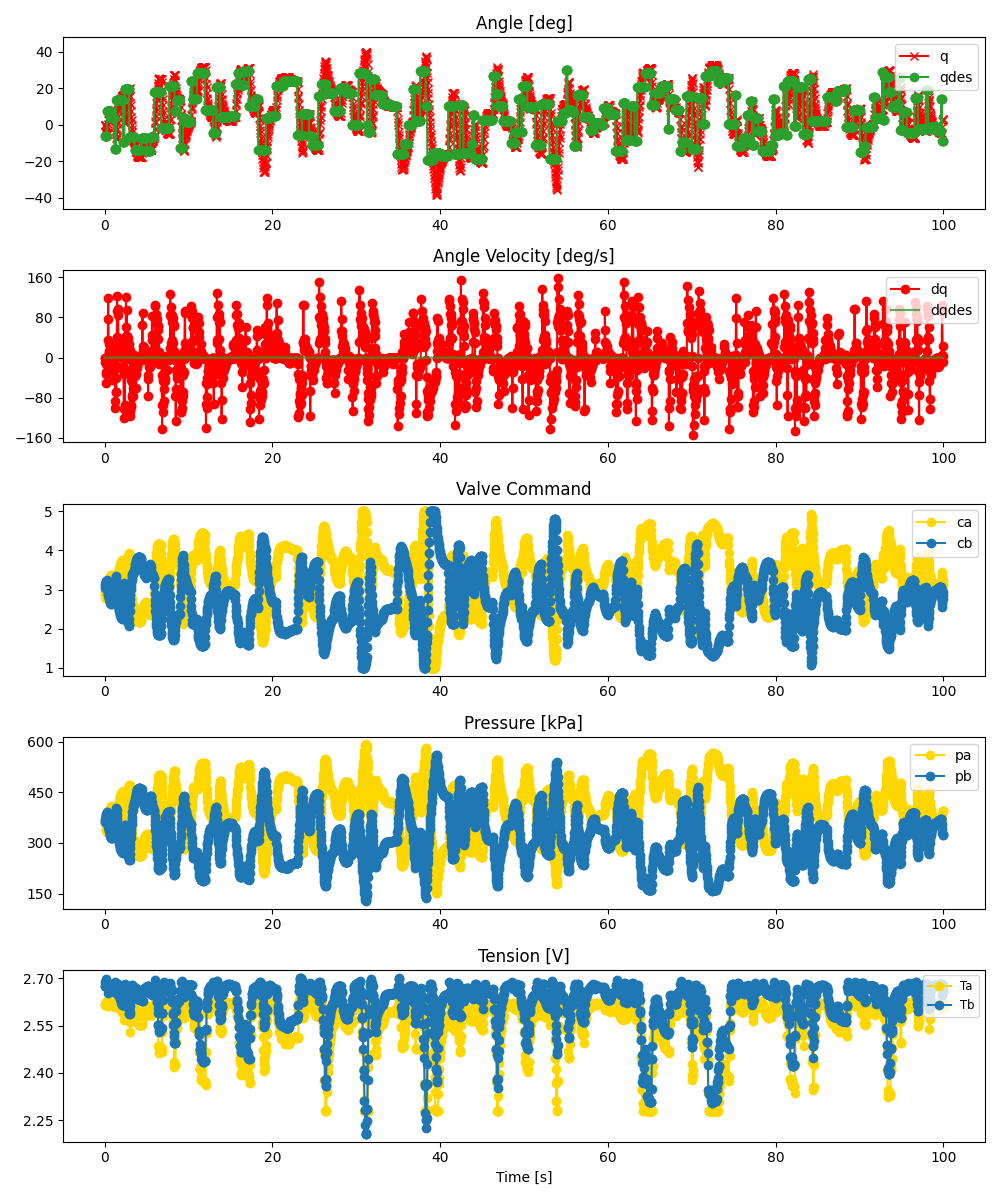 Angle [deg]
40
20
0
−20
−40
q
qdes
0 20 40 60 80 100
Angle Velocity [deg/s]
160
80
0
−80
−160
dq
dqdes
0 20 40 60 80 100
Valve Command
5
4
3
2
1
ca
cb
0 20 40 60 80 100
Pressure [kPa]
600
450
300
150
pa
pb
0 20 40 60 80 100
Tension [V]
2.70
2.55
2.40
2.25
Ta
Tb
0 20 40 60 80 100
Time [s]